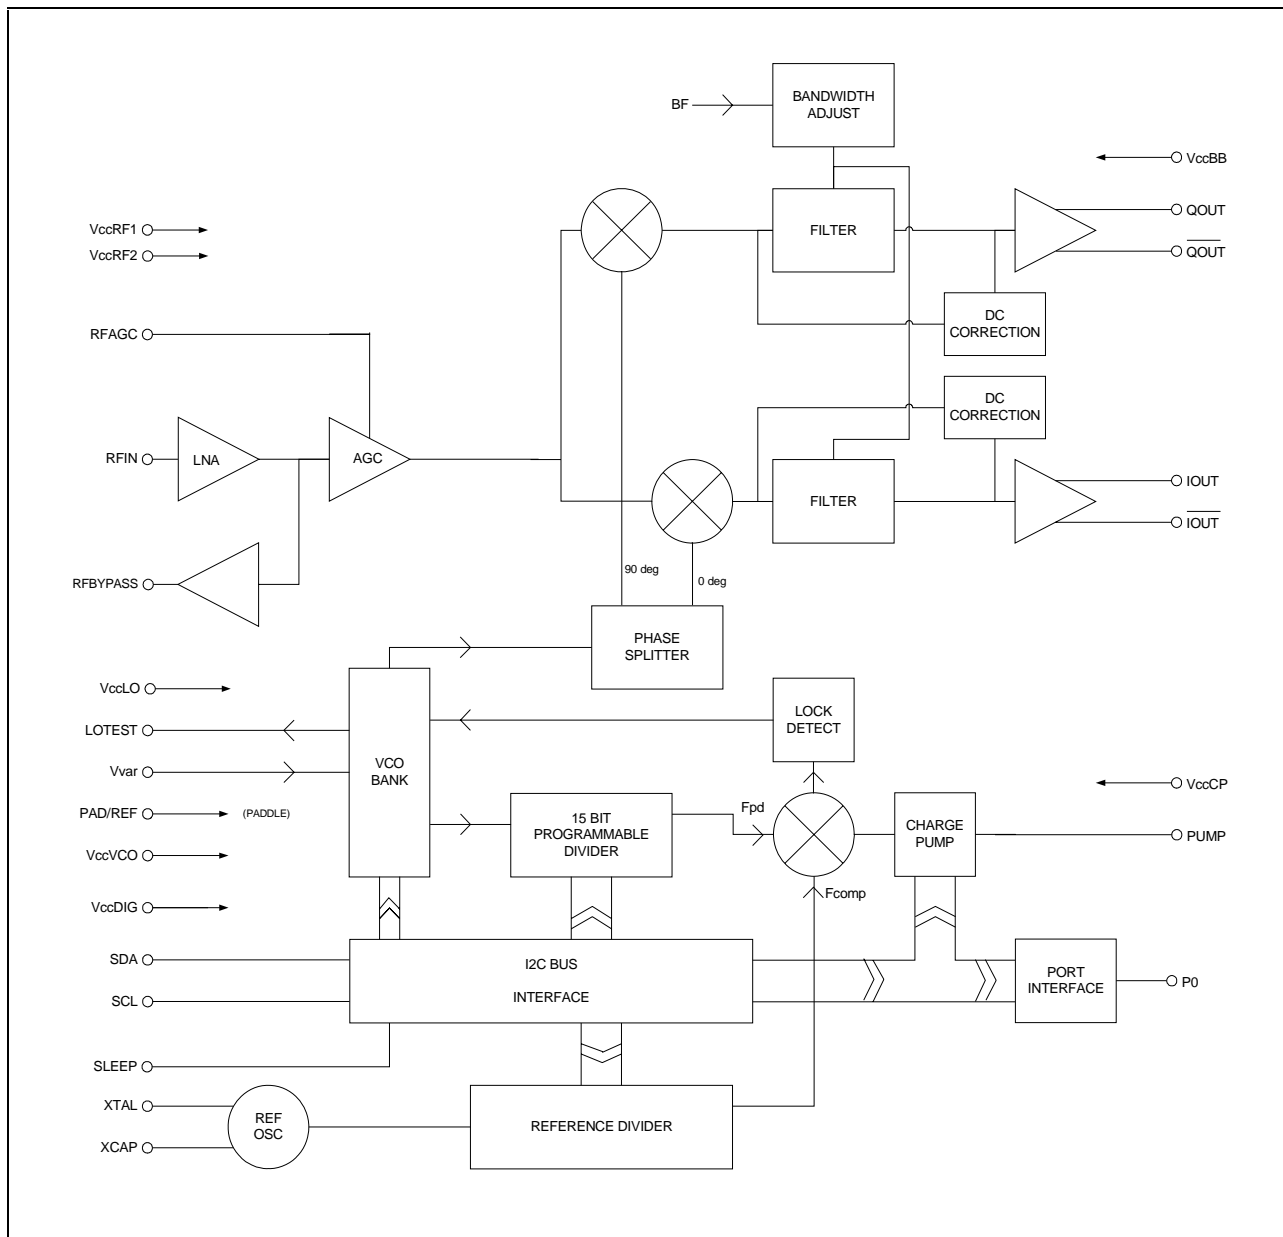 BANDWIDTH
ADJUST
BF
VccBB
VccRF1
VccRF2
FILTER
QOUT
QOUT
DC
CORRECTION
RFAGC
DC
CORRECTION
RFIN
LNA
AGC
FILTER
IOUT
IOUT
RFBYPASS
90 deg
0 deg
PHASE
SPLITTER
VccLO
LOTEST
Vvar
PAD/REF
(PADDLE)
VccVCO
VccDIG
VCO
BANK
LOCK
DETECT
15 BIT
PROGRAMMABLE
DIVIDER
Fpd
Fcomp
CHARGE
PUMP
VccCP
PUMP
SDA
SCL
I2C BUS
INTERFACE
PORT
INTERFACE
P0
SLEEP
XTAL
XCAP
REF
OSC
REFERENCE DIVIDER